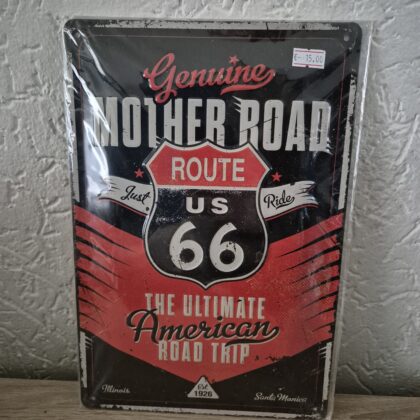 € 15,00
Genuine
MOTHER ROAD
ROUTE
Just US Ride
66
THE ULTIMATE
American
ROAD TRIP
Illinois Est. Santa Monica
1926